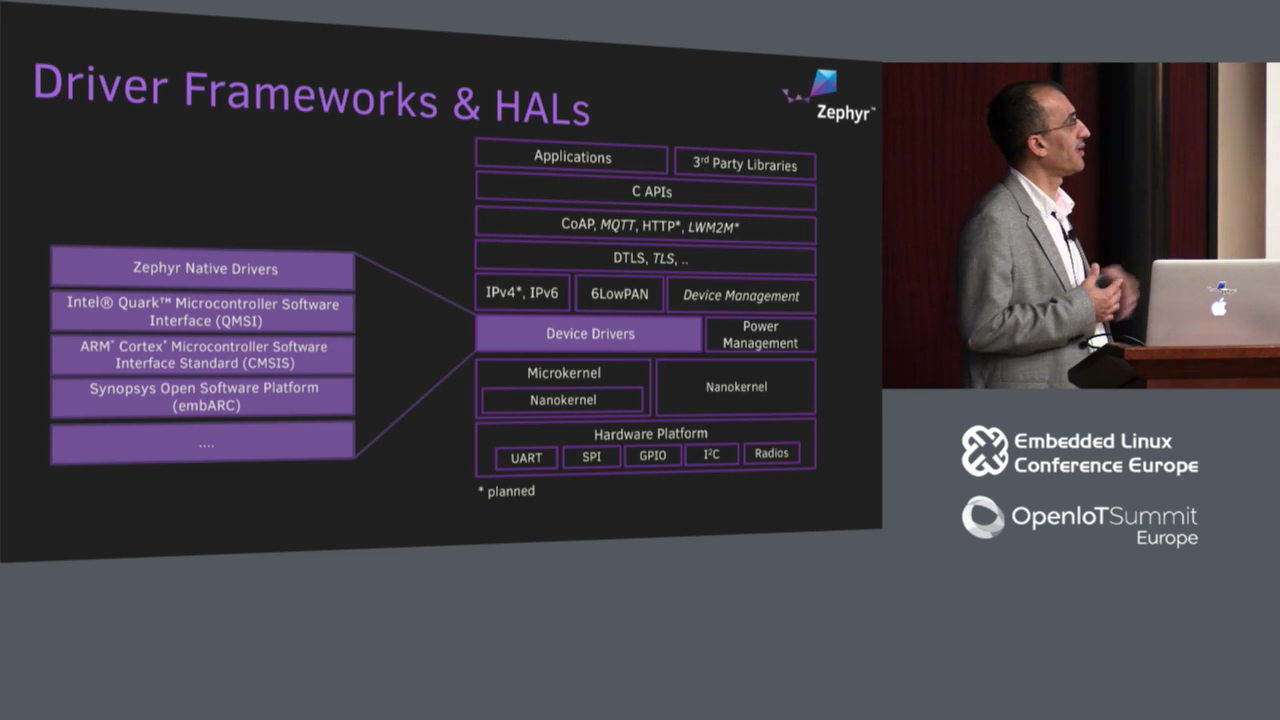 Driver Frameworks & HALs
Zephyr™
Applications
3rd Party Libraries
C APIs
CoAP, MQTT, HTTP*, LWM2M*
DTLS, TLS, ..
IPv4*, IPv6
6LowPAN
Device Management
Device Drivers
Power
Management
Microkernel
Nanokernel
Nanokernel
Hardware Platform
UART
SPI
GPIO
I²C
Radios
* planned
Zephyr Native Drivers
Intel® Quark™ Microcontroller Software
Interface (QMSI)
ARM® Cortex® Microcontroller Software
Interface Standard (CMSIS)
Synopsys Open Software Platform
(embARC)
....
Embedded Linux
Conference Europe
OpenIoTSummit
Europe